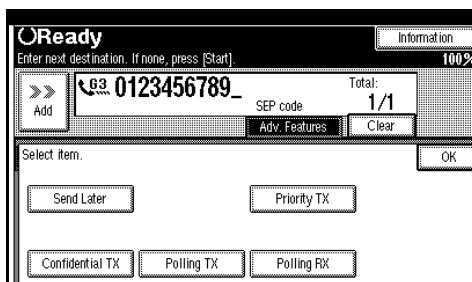 Ready
Information
Enter next destination. If none, press [Start].
100%
Add
63 0123456789_
SEP code
Total:
1/1
Adv. Features
Clear
Select item.
OK
Send Later
Priority TX
Confidential TX
Polling TX
Polling RX